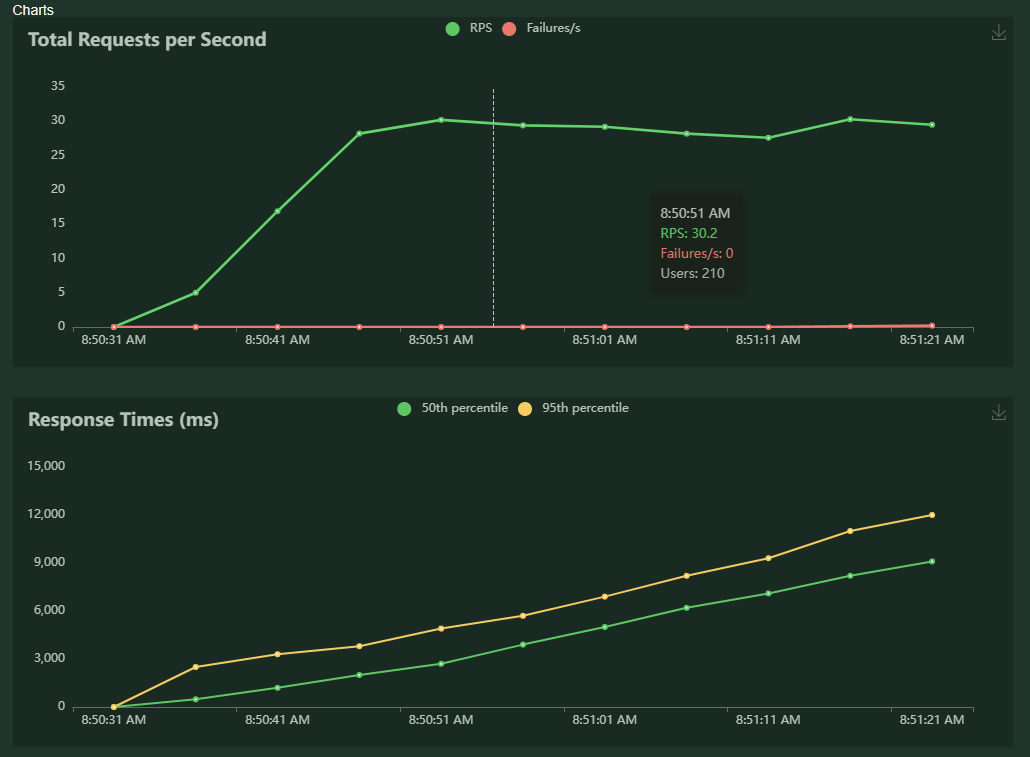 Charts
RPS Failures/s
Total Requests per Second
35
30
25
20
15
10
5
0
8:50:51 AM
RPS: 30.2
Failures/s: 0
Users: 210
8:50:31 AM 8:50:41 AM 8:50:51 AM 8:51:01 AM 8:51:11 AM 8:51:21 AM
50th percentile 95th percentile
Response Times (ms)
15,000
12,000
9,000
6,000
3,000
0
8:50:31 AM 8:50:41 AM 8:50:51 AM 8:51:01 AM 8:51:11 AM 8:51:21 AM